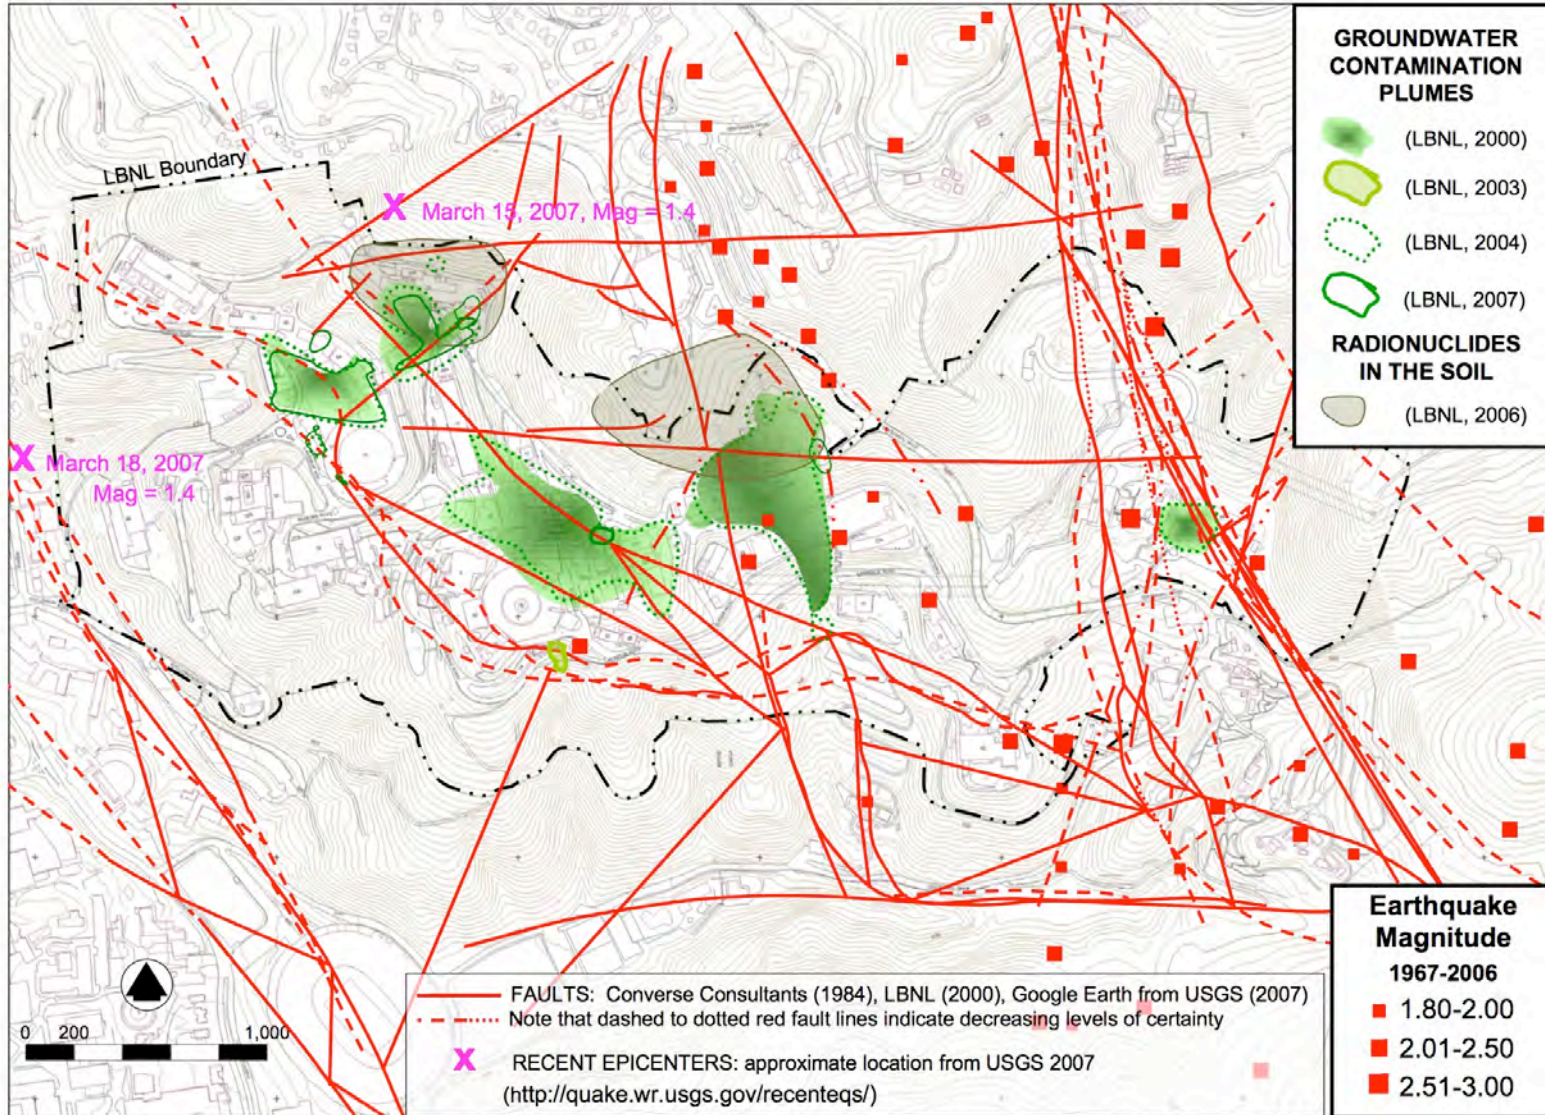 GROUNDWATER
CONTAMINATION
PLUMES
(LBNL, 2000)
(LBNL, 2003)
(LBNL, 2004)
(LBNL, 2007)
RADIONUCLIDES
IN THE SOIL
(LBNL, 2006)
LBNL Boundary
X March 15, 2007, Mag = 1.4
X March 18, 2007
Mag = 1.4
0 200 1,000
FAULTS: Converse Consultants (1984), LBNL (2000), Google Earth from USGS (2007)
Note that dashed to dotted red fault lines indicate decreasing levels of certainty
X RECENT EPICENTERS: approximate location from USGS 2007
(http://quake.wr.usgs.gov/recenteqs/)
Earthquake
Magnitude
1967-2006
1.80-2.00
2.01-2.50
2.51-3.00